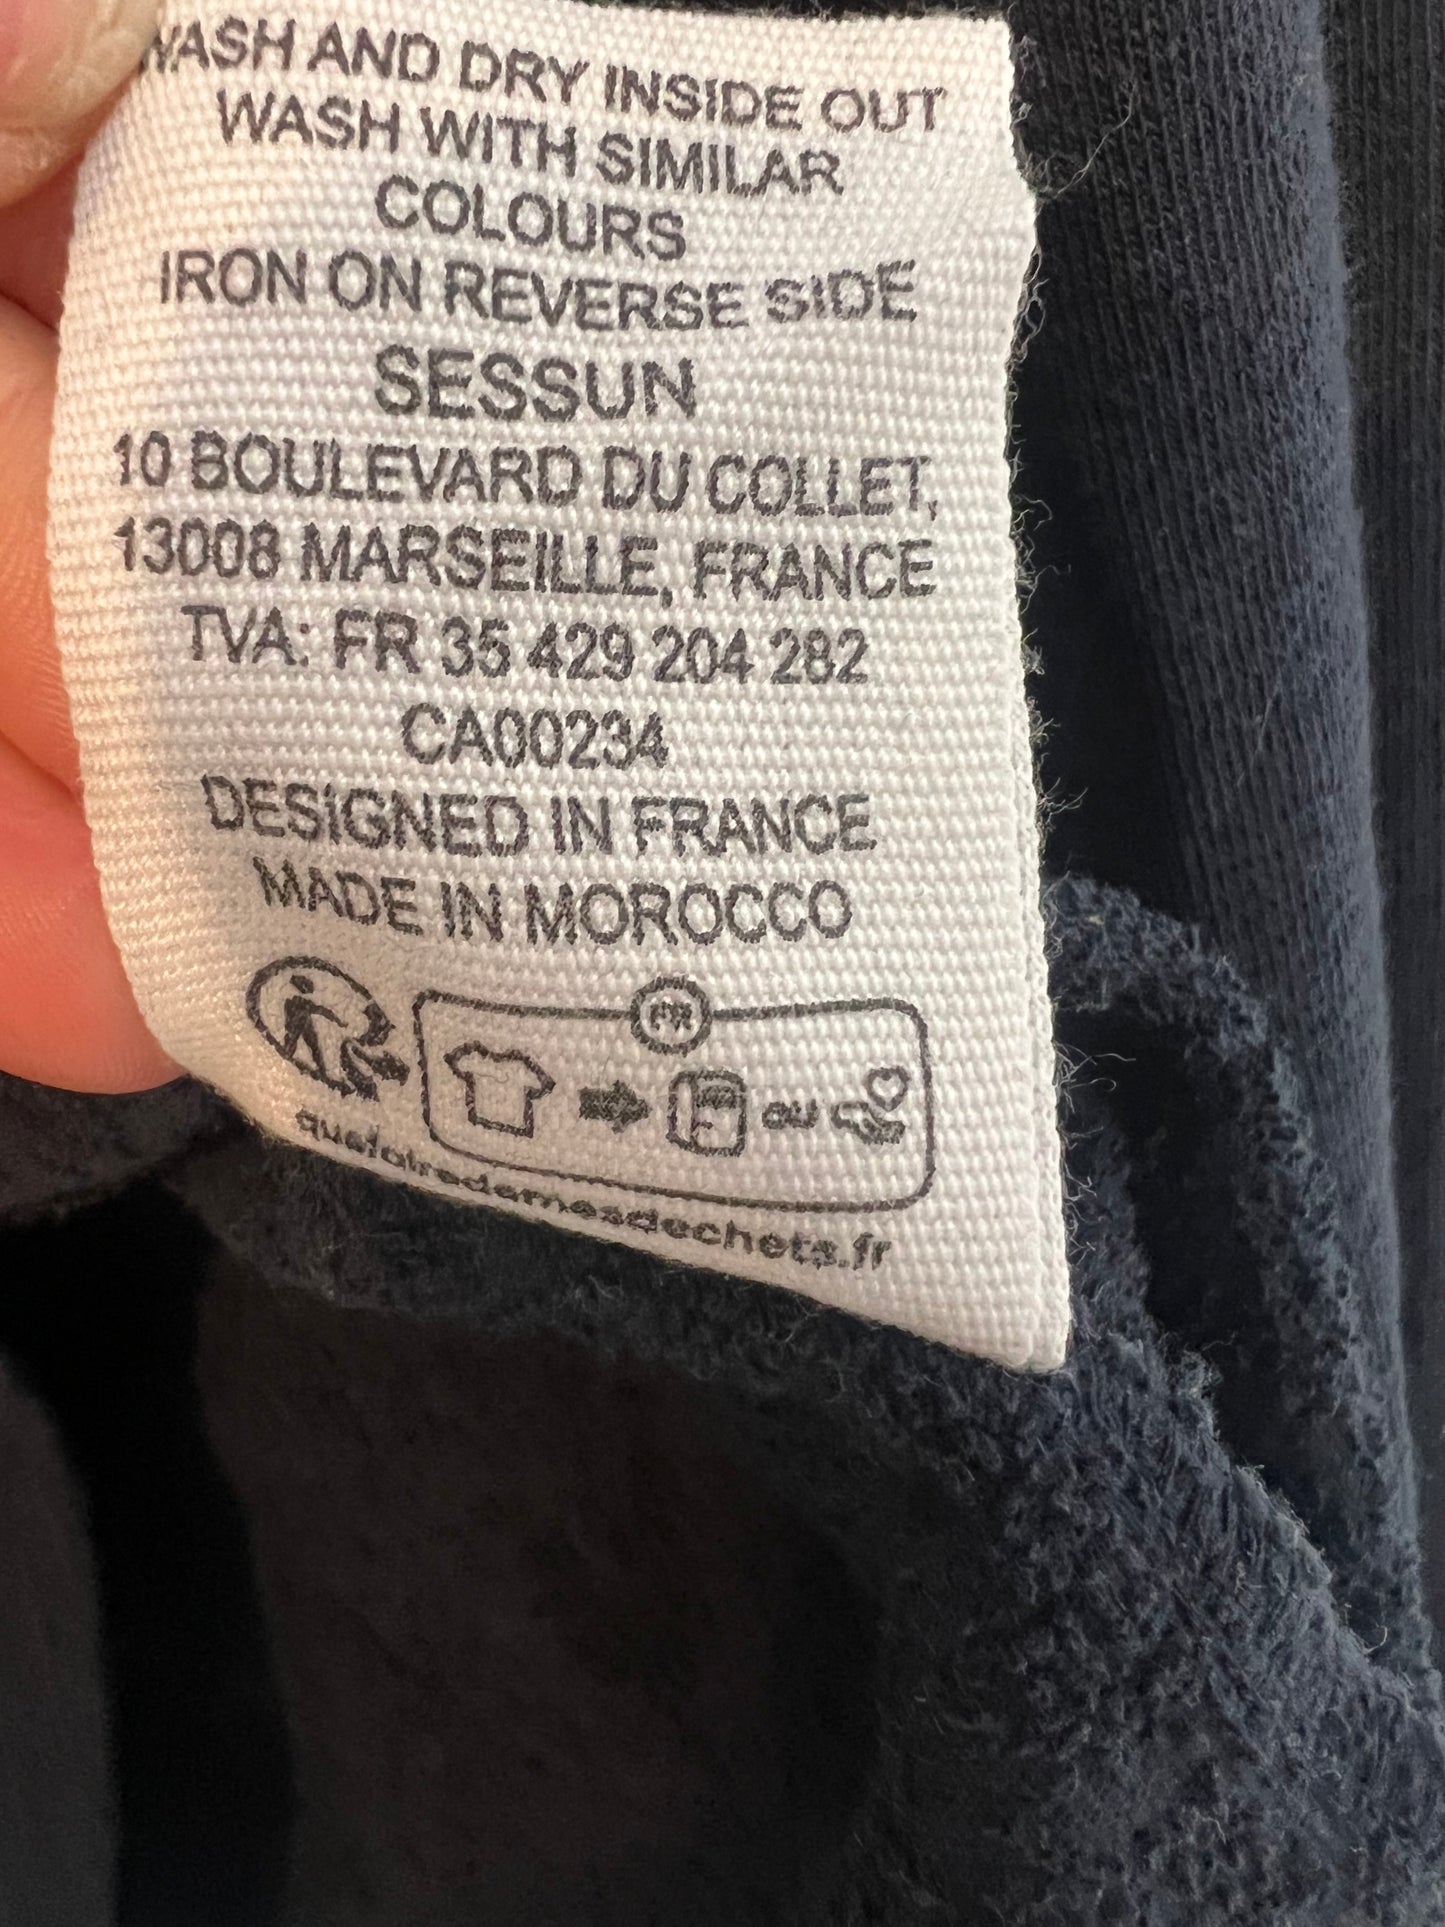 WASH AND DRY INSIDE OUT
WASH WITH SIMILAR
COLOURS
IRON ON REVERSE SIDE
SESSUN
10 BOULEVARD DU COLLET,
13008 MARSEILLE, FRANCE
TVA: FR 35 429 204 282
CA00234
DESIGNED IN FRANCE
MADE IN MOROCCO
FR
ou
quefairedemesdechets.fr